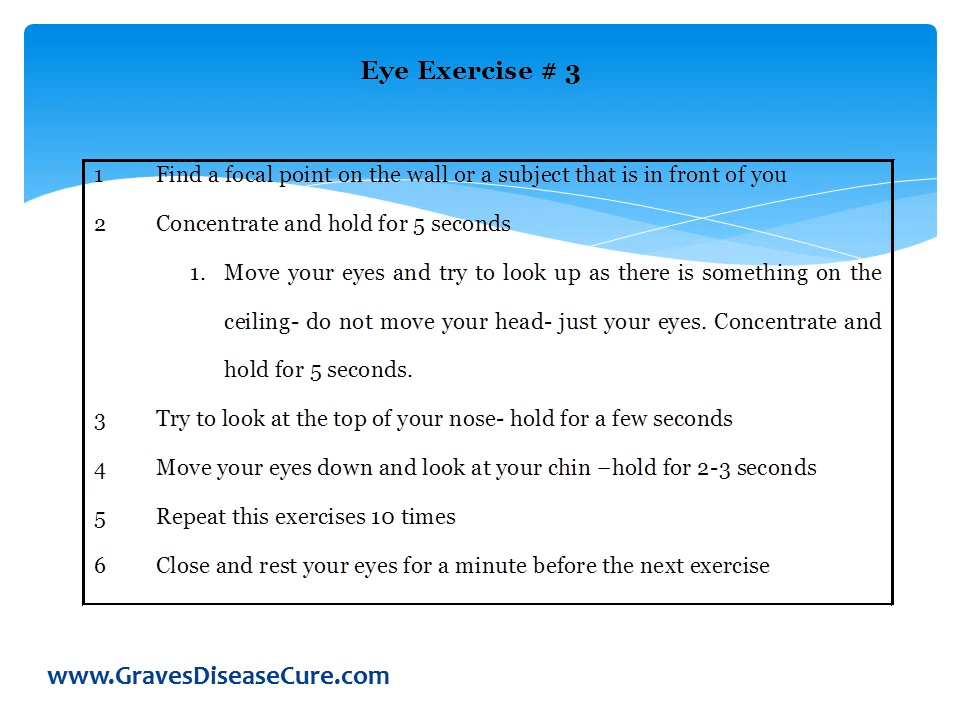 Eye Exercise # 3
1 Find a focal point on the wall or a subject that is in front of you
2 Concentrate and hold for 5 seconds
1. Move your eyes and try to look up as there is something on the
ceiling- do not move your head- just your eyes. Concentrate and
hold for 5 seconds.
3 Try to look at the top of your nose- hold for a few seconds
4 Move your eyes down and look at your chin –hold for 2-3 seconds
5 Repeat this exercises 10 times
6 Close and rest your eyes for a minute before the next exercise
www.GravesDiseaseCure.com